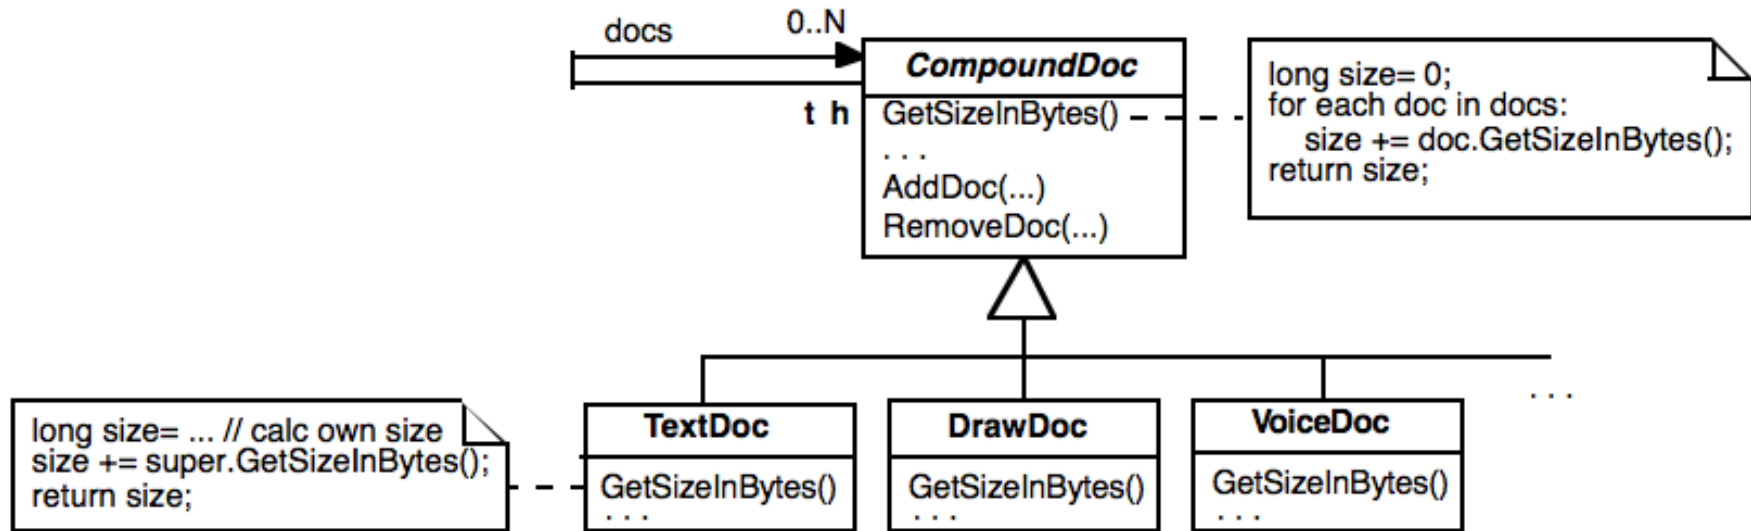 docs
0..N
CompoundDoc
t h
GetSizeInBytes()
. . .
AddDoc(...)
RemoveDoc(...)
long size= 0;
for each doc in docs:
size += doc.GetSizeInBytes();
return size;
long size= ... // calc own size
size += super.GetSizeInBytes();
return size;
TextDoc
GetSizeInBytes()
. . .
DrawDoc
GetSizeInBytes()
. . .
VoiceDoc
GetSizeInBytes()
. . .
. . .